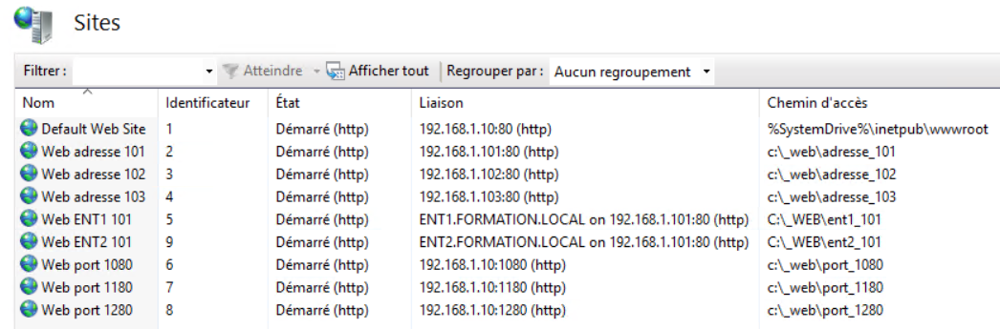 Sites
Filtrer : Atteindre Afficher tout Regrouper par : Aucun regroupement
Nom Identificateur État Liaison Chemin d'accès
Default Web Site 1 Démarré (http) 192.168.1.10:80 (http) %SystemDrive%\inetpub\wwwroot
Web adresse 101 2 Démarré (http) 192.168.1.101:80 (http) c:\_web\adresse_101
Web adresse 102 3 Démarré (http) 192.168.1.102:80 (http) c:\_web\adresse_102
Web adresse 103 4 Démarré (http) 192.168.1.103:80 (http) c:\_web\adresse_103
Web ENT1 101 5 Démarré (http) ENT1.FORMATION.LOCAL on 192.168.1.101:80 (http) C:\_WEB\ent1_101
Web ENT2 101 9 Démarré (http) ENT2.FORMATION.LOCAL on 192.168.1.101:80 (http) C:\_WEB\ent2_101
Web port 1080 6 Démarré (http) 192.168.1.10:1080 (http) c:\_web\port_1080
Web port 1180 7 Démarré (http) 192.168.1.10:1180 (http) c:\_web\port_1180
Web port 1280 8 Démarré (http) 192.168.1.10:1280 (http) c:\_web\port_1280